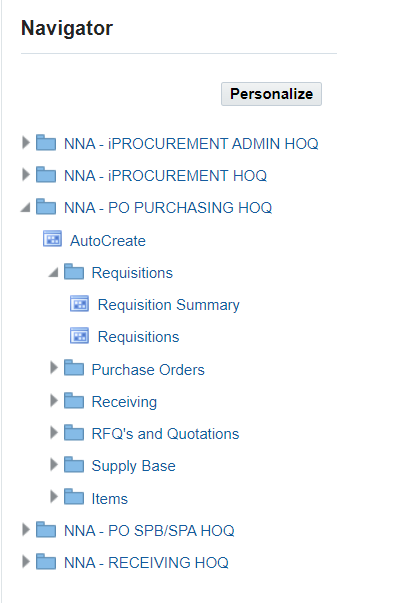 Navigator
Personalize
NNA - iPROCUREMENT ADMIN HOQ
NNA - iPROCUREMENT HOQ
NNA - PO PURCHASING HOQ
AutoCreate
Requisitions
Requisition Summary
Requisitions
Purchase Orders
Receiving
RFQ's and Quotations
Supply Base
Items
NNA - PO SPB/SPA HOQ
NNA - RECEIVING HOQ